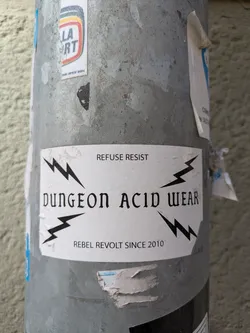 REFUSE RESIST
DUNGEON ACID WEAR
REBEL REVOLT SINCE 2010